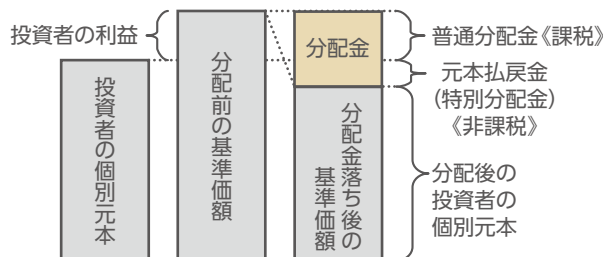 投資者の利益
投資者の個別元本
分配前の基準価額
分配金
分配金落ち後の
基準価額
普通分配金《課税》
元本払戻金
(特別分配金)
《非課税》
分配後の
投資者の
個別元本